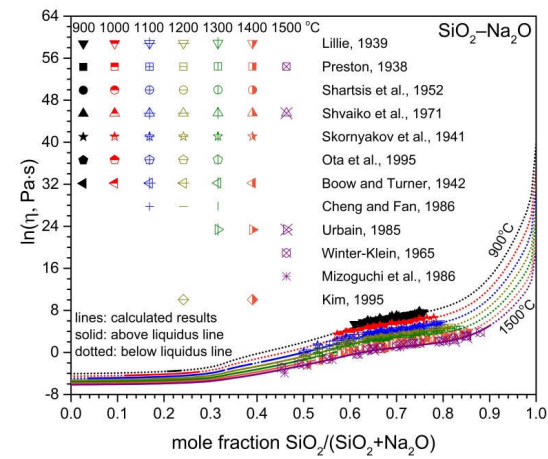 900 1000 1100 1200 1300 1400 1500 °C
SiO₂–Na₂O
Lillie, 1939
Preston, 1938
Shartsis et al., 1952
Shvaiko et al., 1971
Skornyakov et al., 1941
Ota et al., 1995
Boow and Turner, 1942
Cheng and Fan, 1986
Urbain, 1985
Winter-Klein, 1965
Mizoguchi et al., 1986
Kim, 1995
lines: calculated results
solid: above liquidus line
dotted: below liquidus line
900°C
1500°C
ln(η, Pa·s)
64
56
48
40
32
24
16
8
0
-8
0.0 0.1 0.2 0.3 0.4 0.5 0.6 0.7 0.8 0.9 1.0
mole fraction SiO₂/(SiO₂+Na₂O)